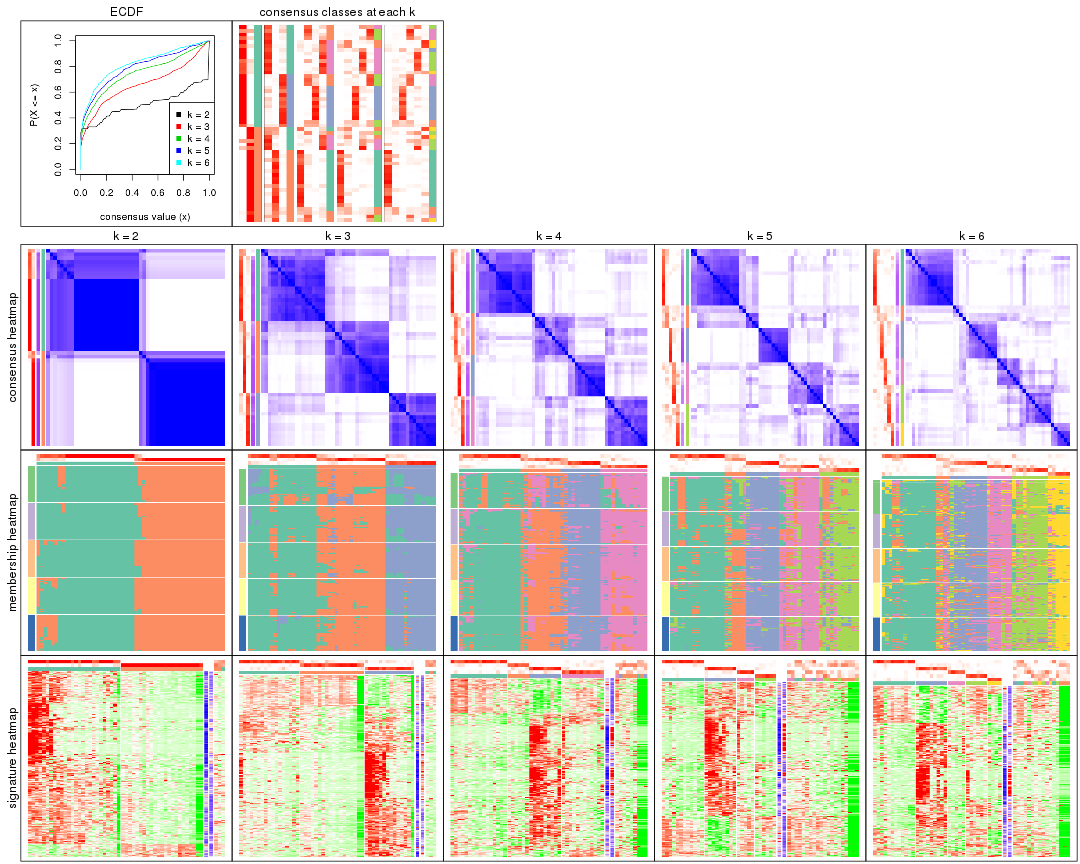 ECDF
consensus classes at each k
P(X <= x)
0.0 0.2 0.4 0.6 0.8 1.0
k = 2
k = 3
k = 4
k = 5
k = 6
0.0 0.2 0.4 0.6 0.8 1.0
consensus value (x)
k = 2 k = 3 k = 4 k = 5 k = 6
consensus heatmap
membership heatmap
signature heatmap